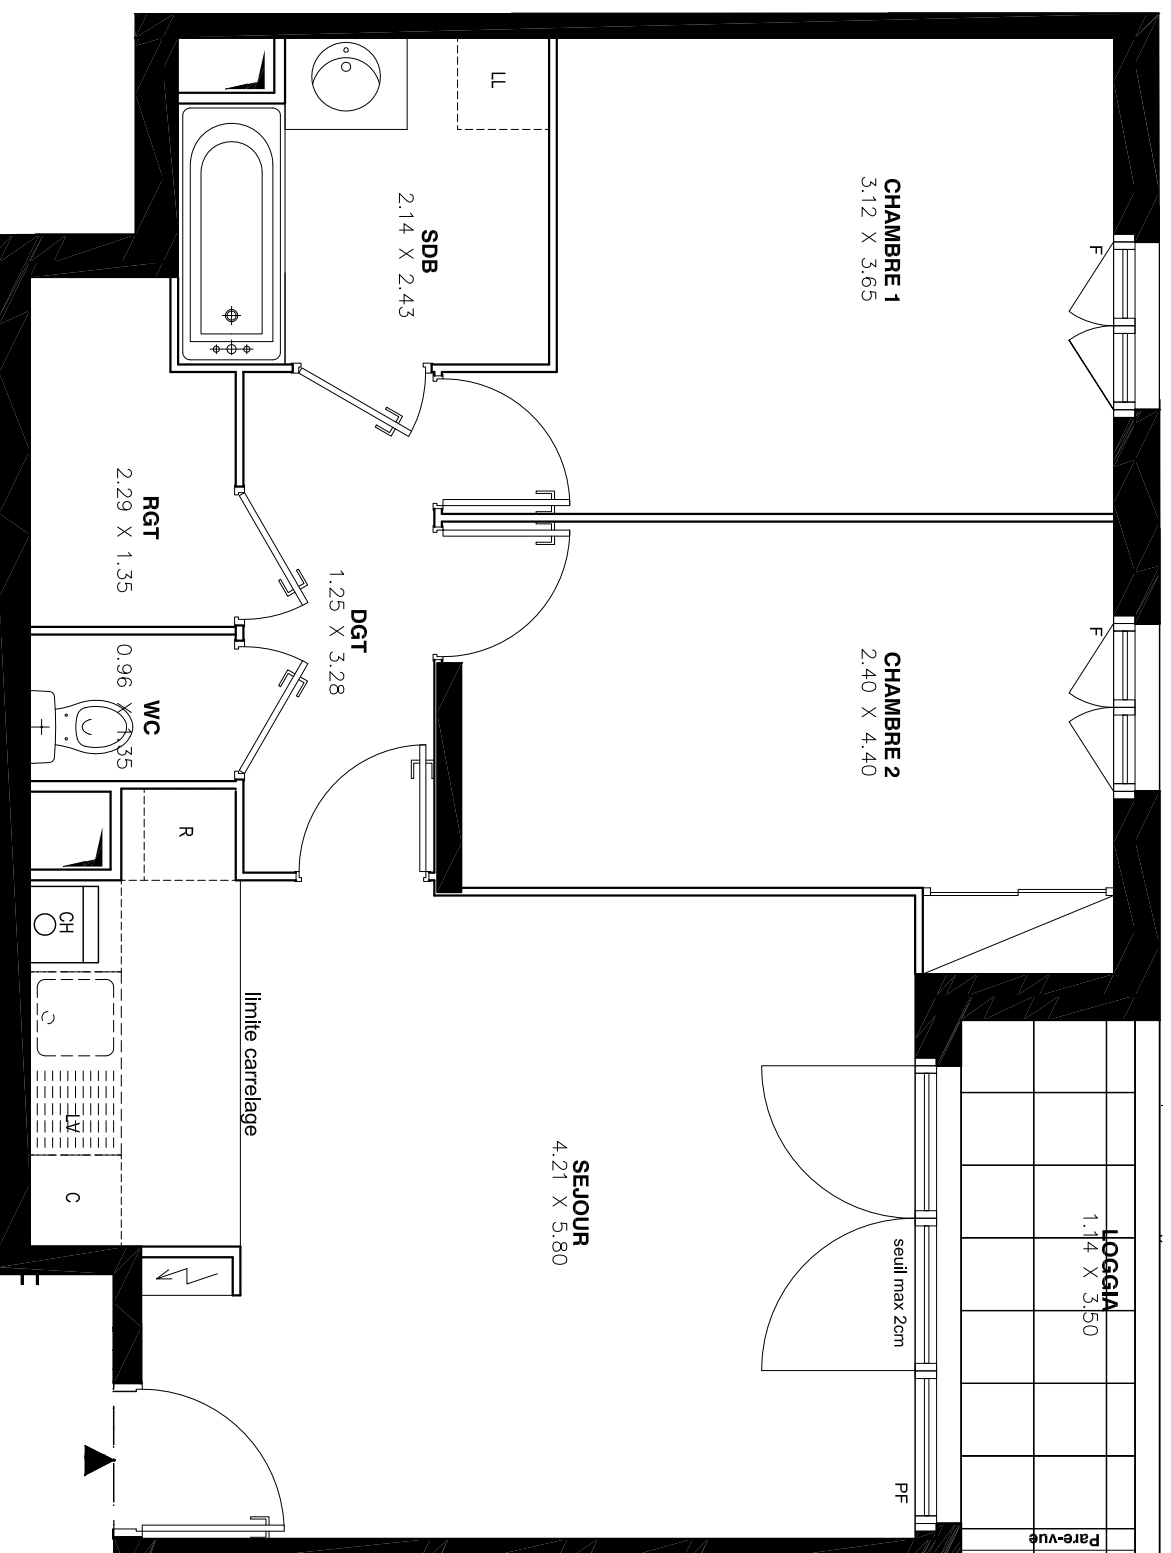 LL
SDB
2.14 X 2.43
CHAMBRE 1
3.12 X 3.65
F
RGT
2.29 X 1.35
DGT
1.25 X 3.28
CHAMBRE 2
2.40 X 4.40
F
WC
0.96 X 1.35
R
CH
LV
C
limite carrelage
SEJOUR
4.21 X 5.80
seuil max 2cm
PF
LOGGIA
1.14 X 3.50
Pare-vue